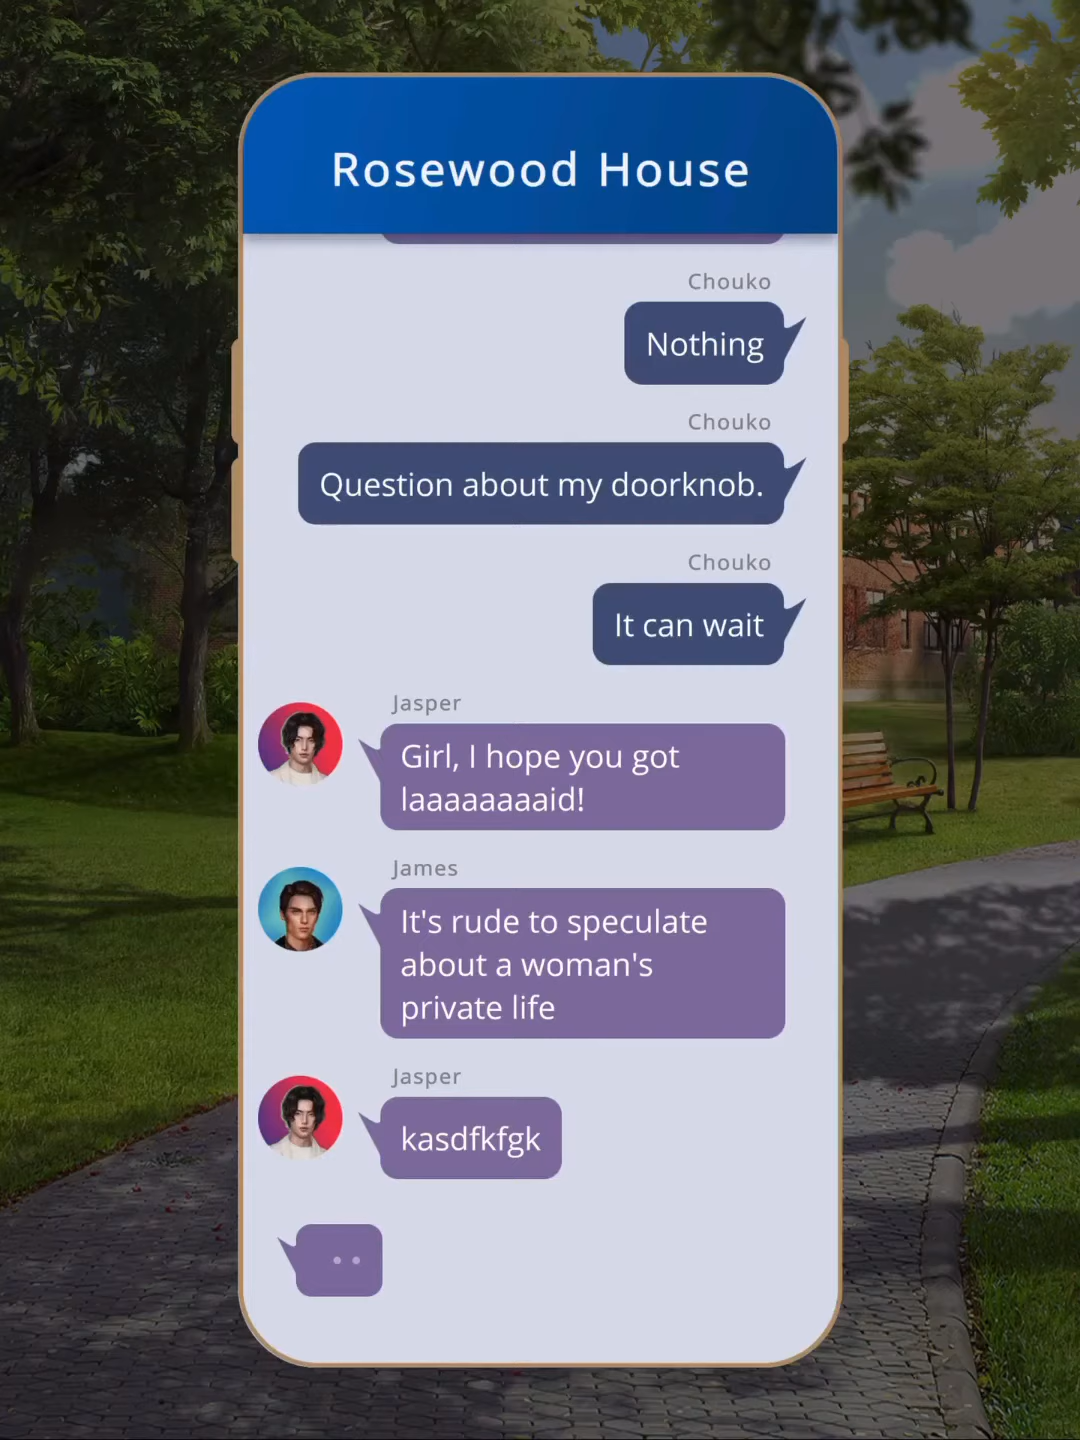 Rosewood House
Chouko
Nothing
Chouko
Question about my doorknob.
Chouko
It can wait
Jasper
Girl, I hope you got
laaaaaaaaid!
James
It's rude to speculate
about a woman's
private life
Jasper
kasdfkfgk